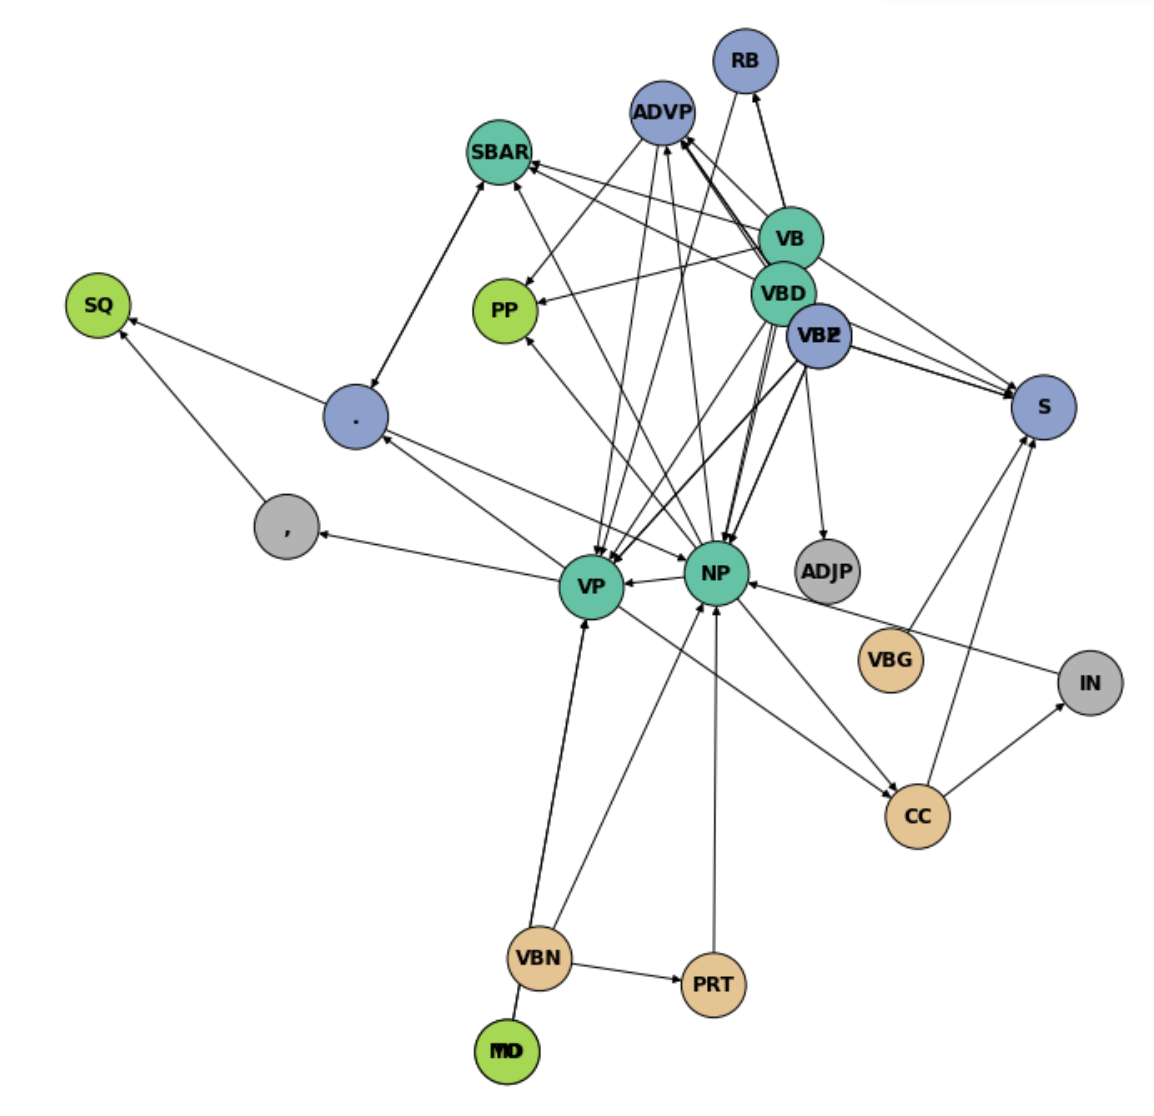 RB
ADVP
SBAR
VB
VBD
SQ
PP
S
.
,
VP
NP
ADJP
VBG
IN
CC
VBN
PRT